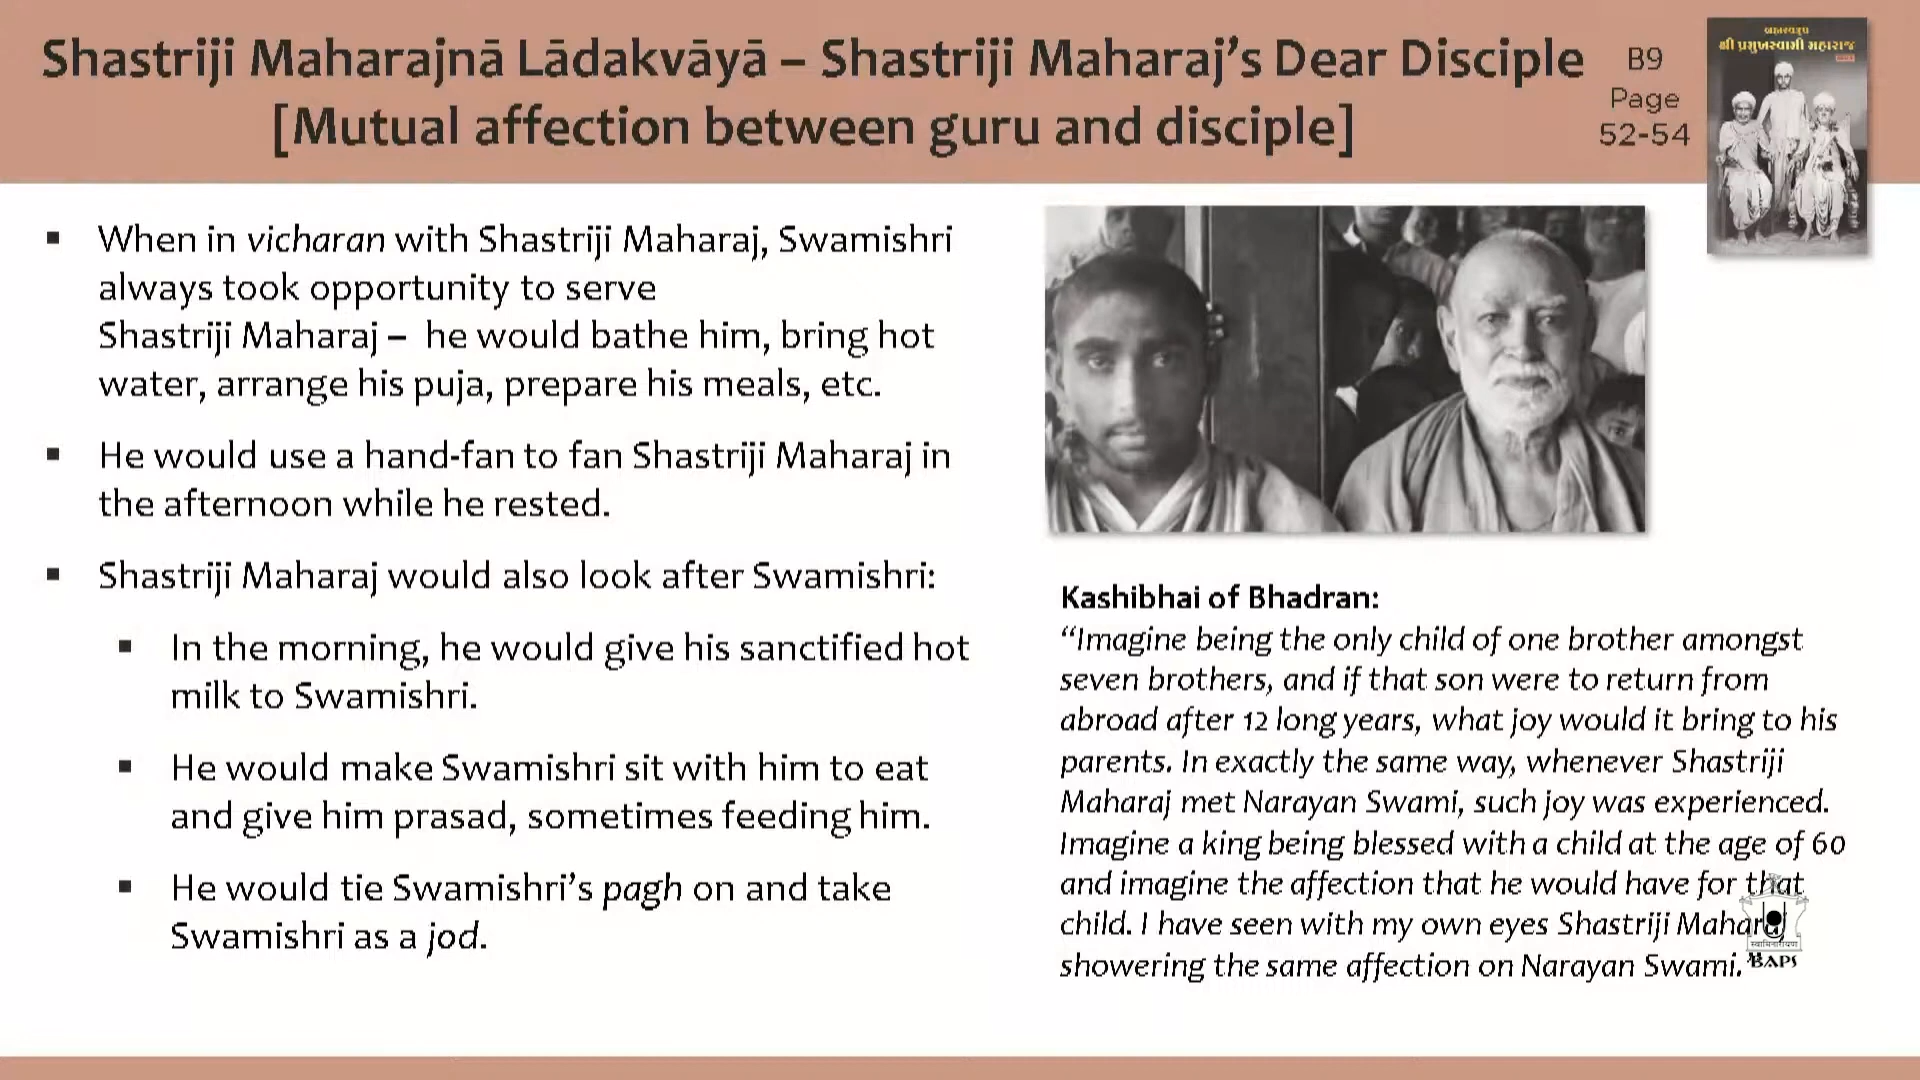 Shastriji Maharajnā Lādakvāyā – Shastriji Maharaj’s Dear Disciple
[Mutual affection between guru and disciple]
B9
Page
52-54
બ્રહ્મસ્વરૂપ
શ્રી પ્રમુખસ્વામી મહારાજ
▪ When in vicharan with Shastriji Maharaj, Swamishri
always took opportunity to serve
Shastriji Maharaj – he would bathe him, bring hot
water, arrange his puja, prepare his meals, etc.
▪ He would use a hand-fan to fan Shastriji Maharaj in
the afternoon while he rested.
▪ Shastriji Maharaj would also look after Swamishri:
▪ In the morning, he would give his sanctified hot
milk to Swamishri.
▪ He would make Swamishri sit with him to eat
and give him prasad, sometimes feeding him.
▪ He would tie Swamishri’s pagh on and take
Swamishri as a jod.
Kashibhai of Bhadran:
“Imagine being the only child of one brother amongst
seven brothers, and if that son were to return from
abroad after 12 long years, what joy would it bring to his
parents. In exactly the same way, whenever Shastriji
Maharaj met Narayan Swami, such joy was experienced.
Imagine a king being blessed with a child at the age of 60
and imagine the affection that he would have for that
child. I have seen with my own eyes Shastriji Maharaj
showering the same affection on Narayan Swami.”
स्वामिनारायण
BAPS